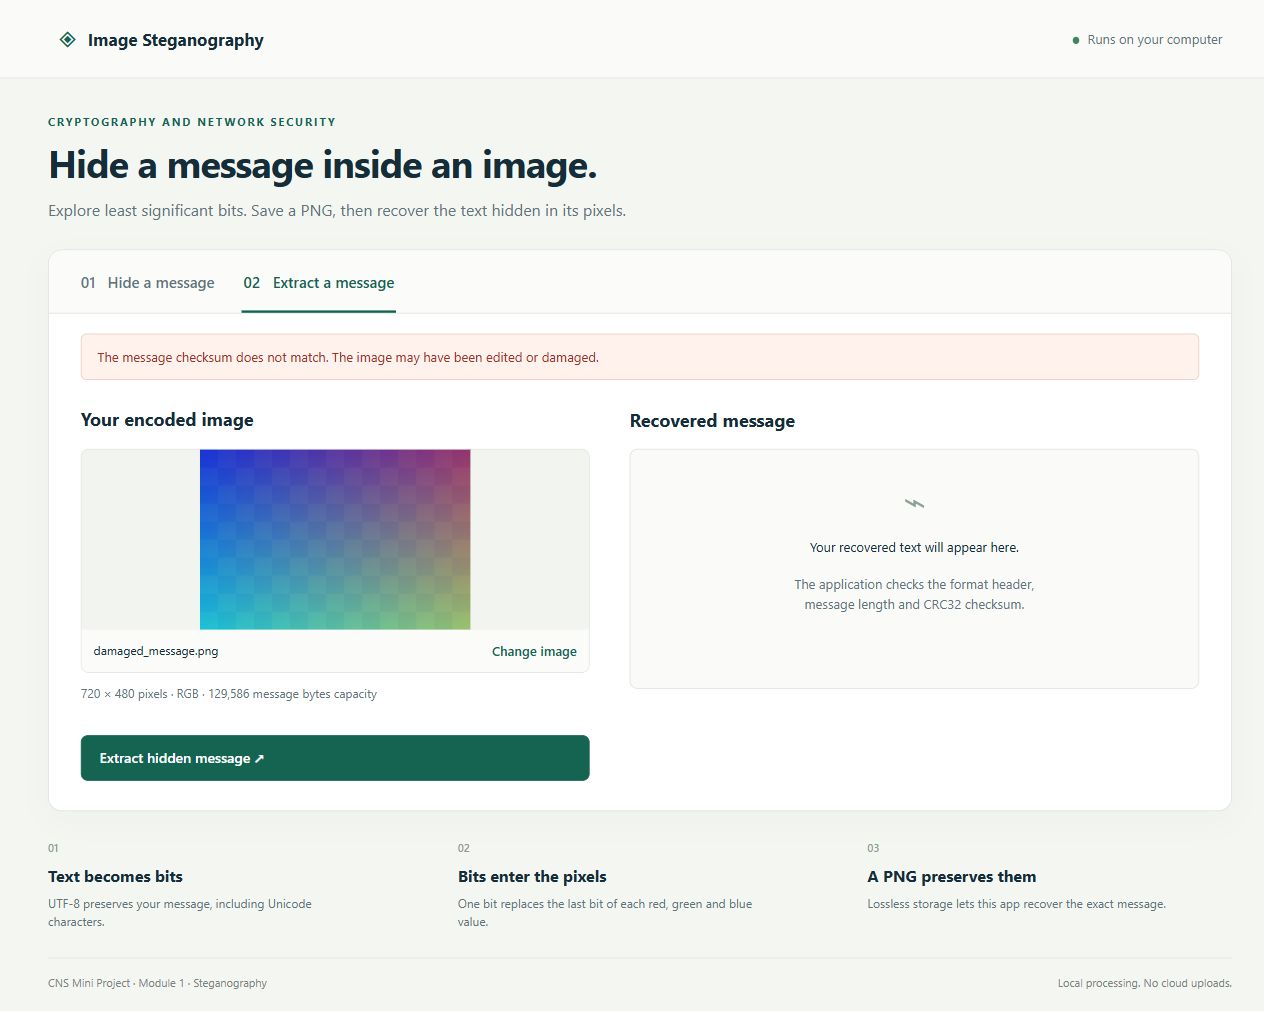 Image Steganography
Runs on your computer
CRYPTOGRAPHY AND NETWORK SECURITY
Hide a message inside an image.
Explore least significant bits. Save a PNG, then recover the text hidden in its pixels.
01 Hide a message
02 Extract a message
The message checksum does not match. The image may have been edited or damaged.
Your encoded image
damaged_message.png
Change image
720 × 480 pixels · RGB · 129,586 message bytes capacity
Extract hidden message ↗
Recovered message
Your recovered text will appear here.
The application checks the format header,
message length and CRC32 checksum.
01
Text becomes bits
UTF-8 preserves your message, including Unicode
characters.
02
Bits enter the pixels
One bit replaces the last bit of each red, green and blue
value.
03
A PNG preserves them
Lossless storage lets this app recover the exact message.
CNS Mini Project · Module 1 · Steganography
Local processing. No cloud uploads.